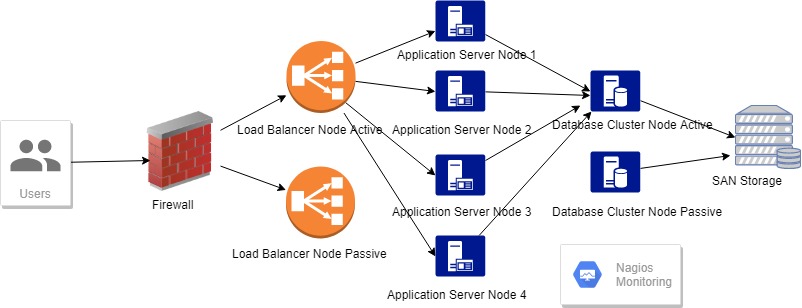 Application Server Node 1
Load Balancer Node Active
Application Server Node 2
Database Cluster Node Active
Users
Firewall
SAN Storage
Application Server Node 3
Database Cluster Node Passive
Load Balancer Node Passive
Application Server Node 4
Nagios
Monitoring